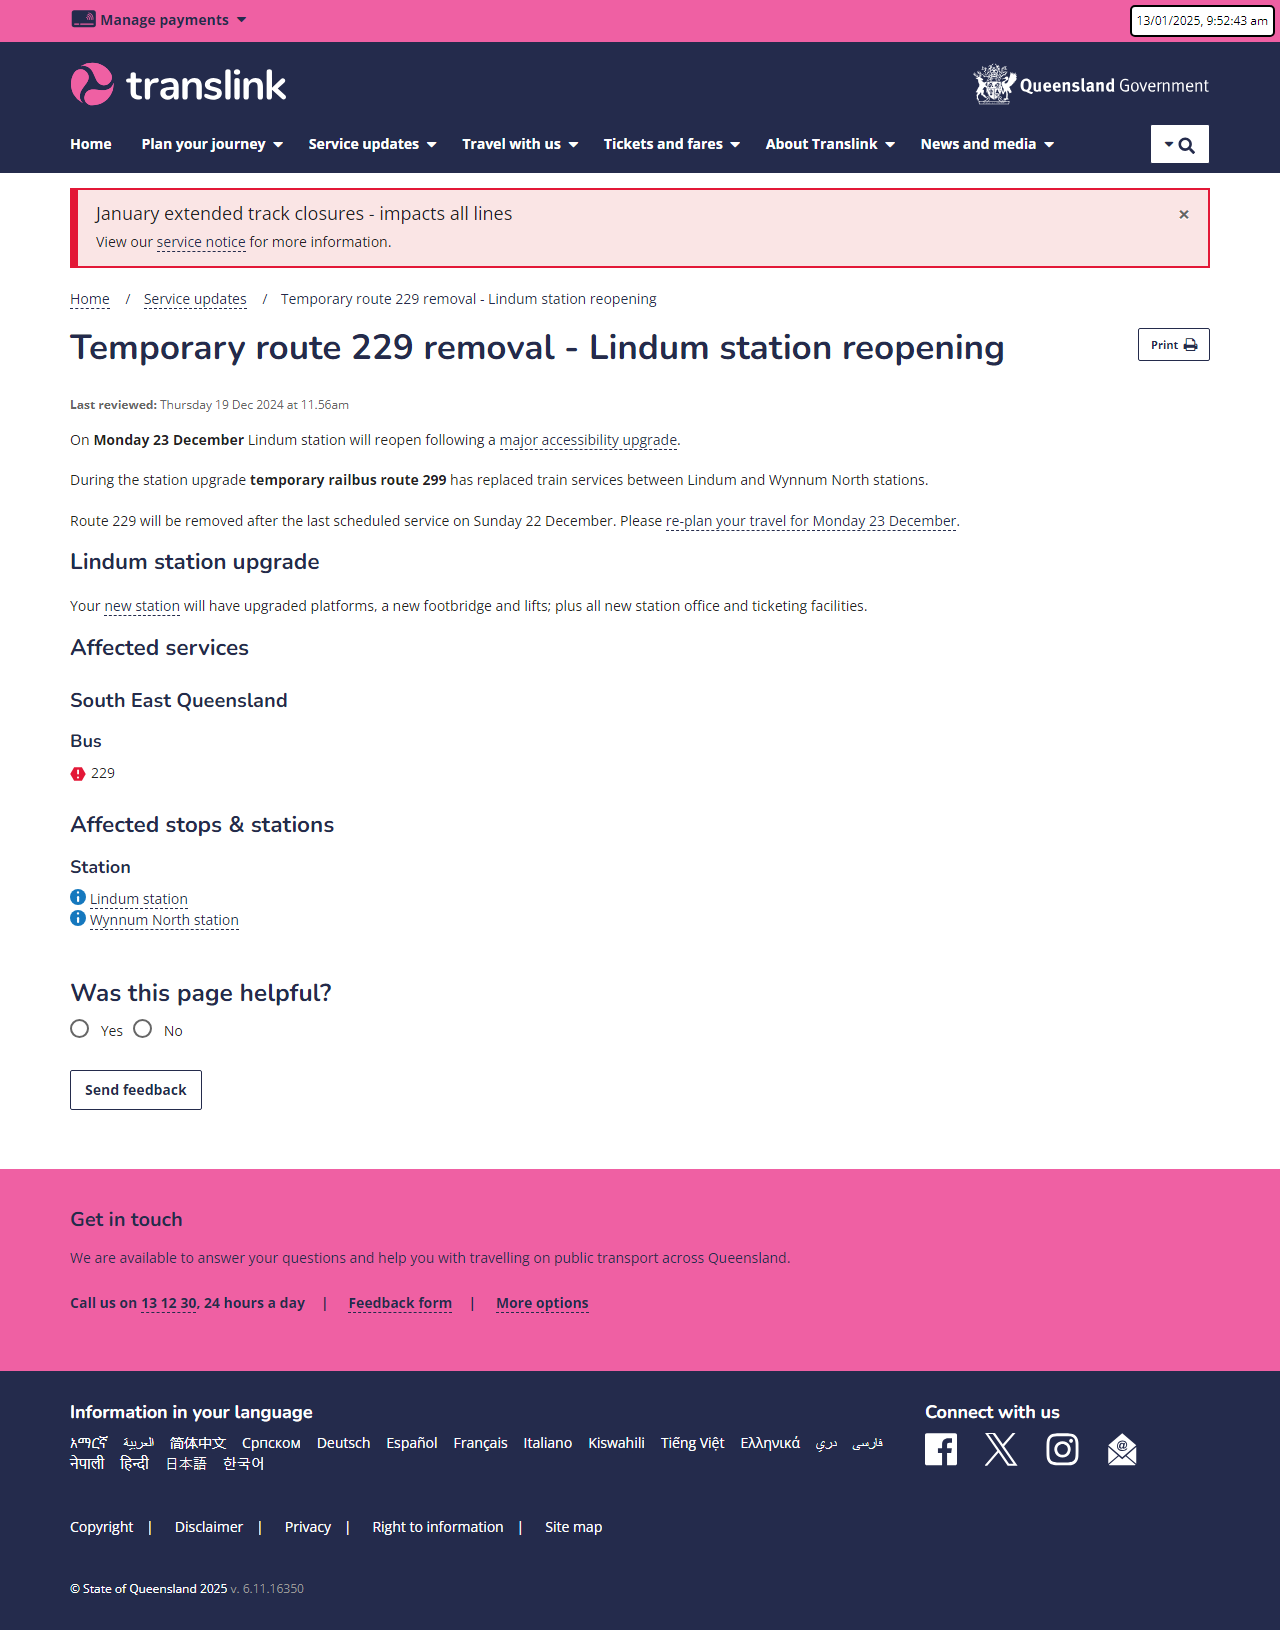 Manage payments
13/01/2025, 9:52:43 am
translink
Queensland Government
Home Plan your journey Service updates Travel with us Tickets and fares About Translink News and media
January extended track closures - impacts all lines
×
View our service notice for more information.
Home / Service updates / Temporary route 229 removal - Lindum station reopening
Temporary route 229 removal - Lindum station reopening
Print
Last reviewed: Thursday 19 Dec 2024 at 11.56am
On Monday 23 December Lindum station will reopen following a major accessibility upgrade.
During the station upgrade temporary railbus route 299 has replaced train services between Lindum and Wynnum North stations.
Route 229 will be removed after the last scheduled service on Sunday 22 December. Please re-plan your travel for Monday 23 December.
Lindum station upgrade
Your new station will have upgraded platforms, a new footbridge and lifts; plus all new station office and ticketing facilities.
Affected services
South East Queensland
Bus
229
Affected stops & stations
Station
Lindum station
Wynnum North station
Was this page helpful?
Yes No
Send feedback
Get in touch
We are available to answer your questions and help you with travelling on public transport across Queensland.
Call us on 13 12 30, 24 hours a day | Feedback form | More options
Information in your language
Connect with us
አማርኛ العربية 简体中文 Српском Deutsch Español Français Italiano Kiswahili Tiếng Việt Ελληνικά دري فارسی
नेपाली हिन्दी 日本語 한국어
Copyright | Disclaimer | Privacy | Right to information | Site map
© State of Queensland 2025 v. 6.11.16350